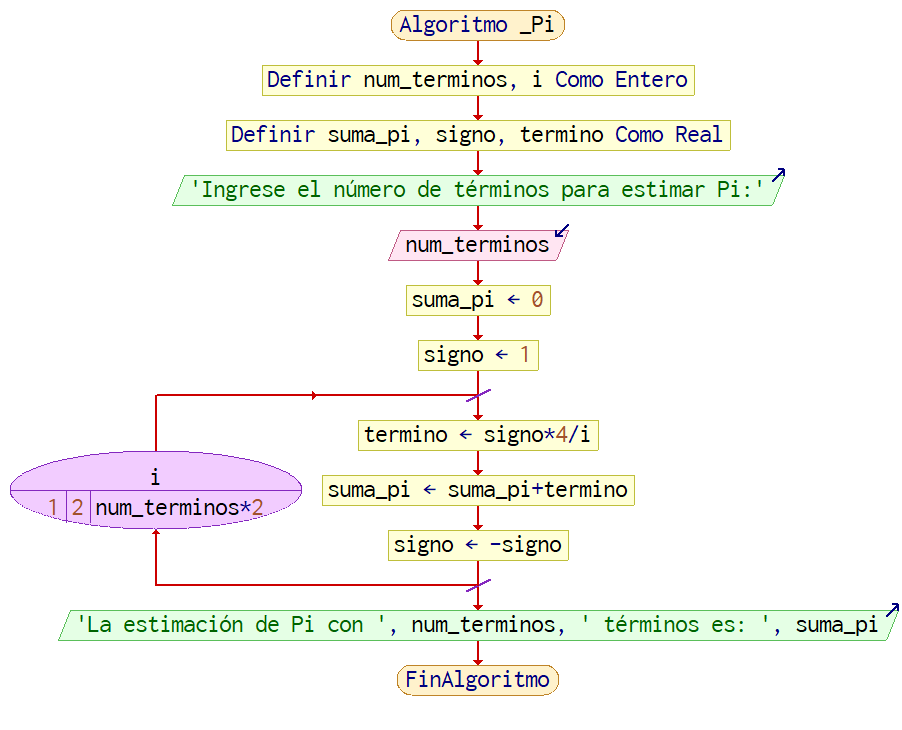 Algoritmo _Pi
Definir num_terminos, i Como Entero
Definir suma_pi, signo, termino Como Real
'Ingrese el número de términos para estimar Pi:'
num_terminos
suma_pi ← 0
signo ← 1
termino ← signo*4/i
i
1 2 num_terminos*2
suma_pi ← suma_pi+termino
signo ← -signo
'La estimación de Pi con ', num_terminos, ' términos es: ', suma_pi
FinAlgoritmo